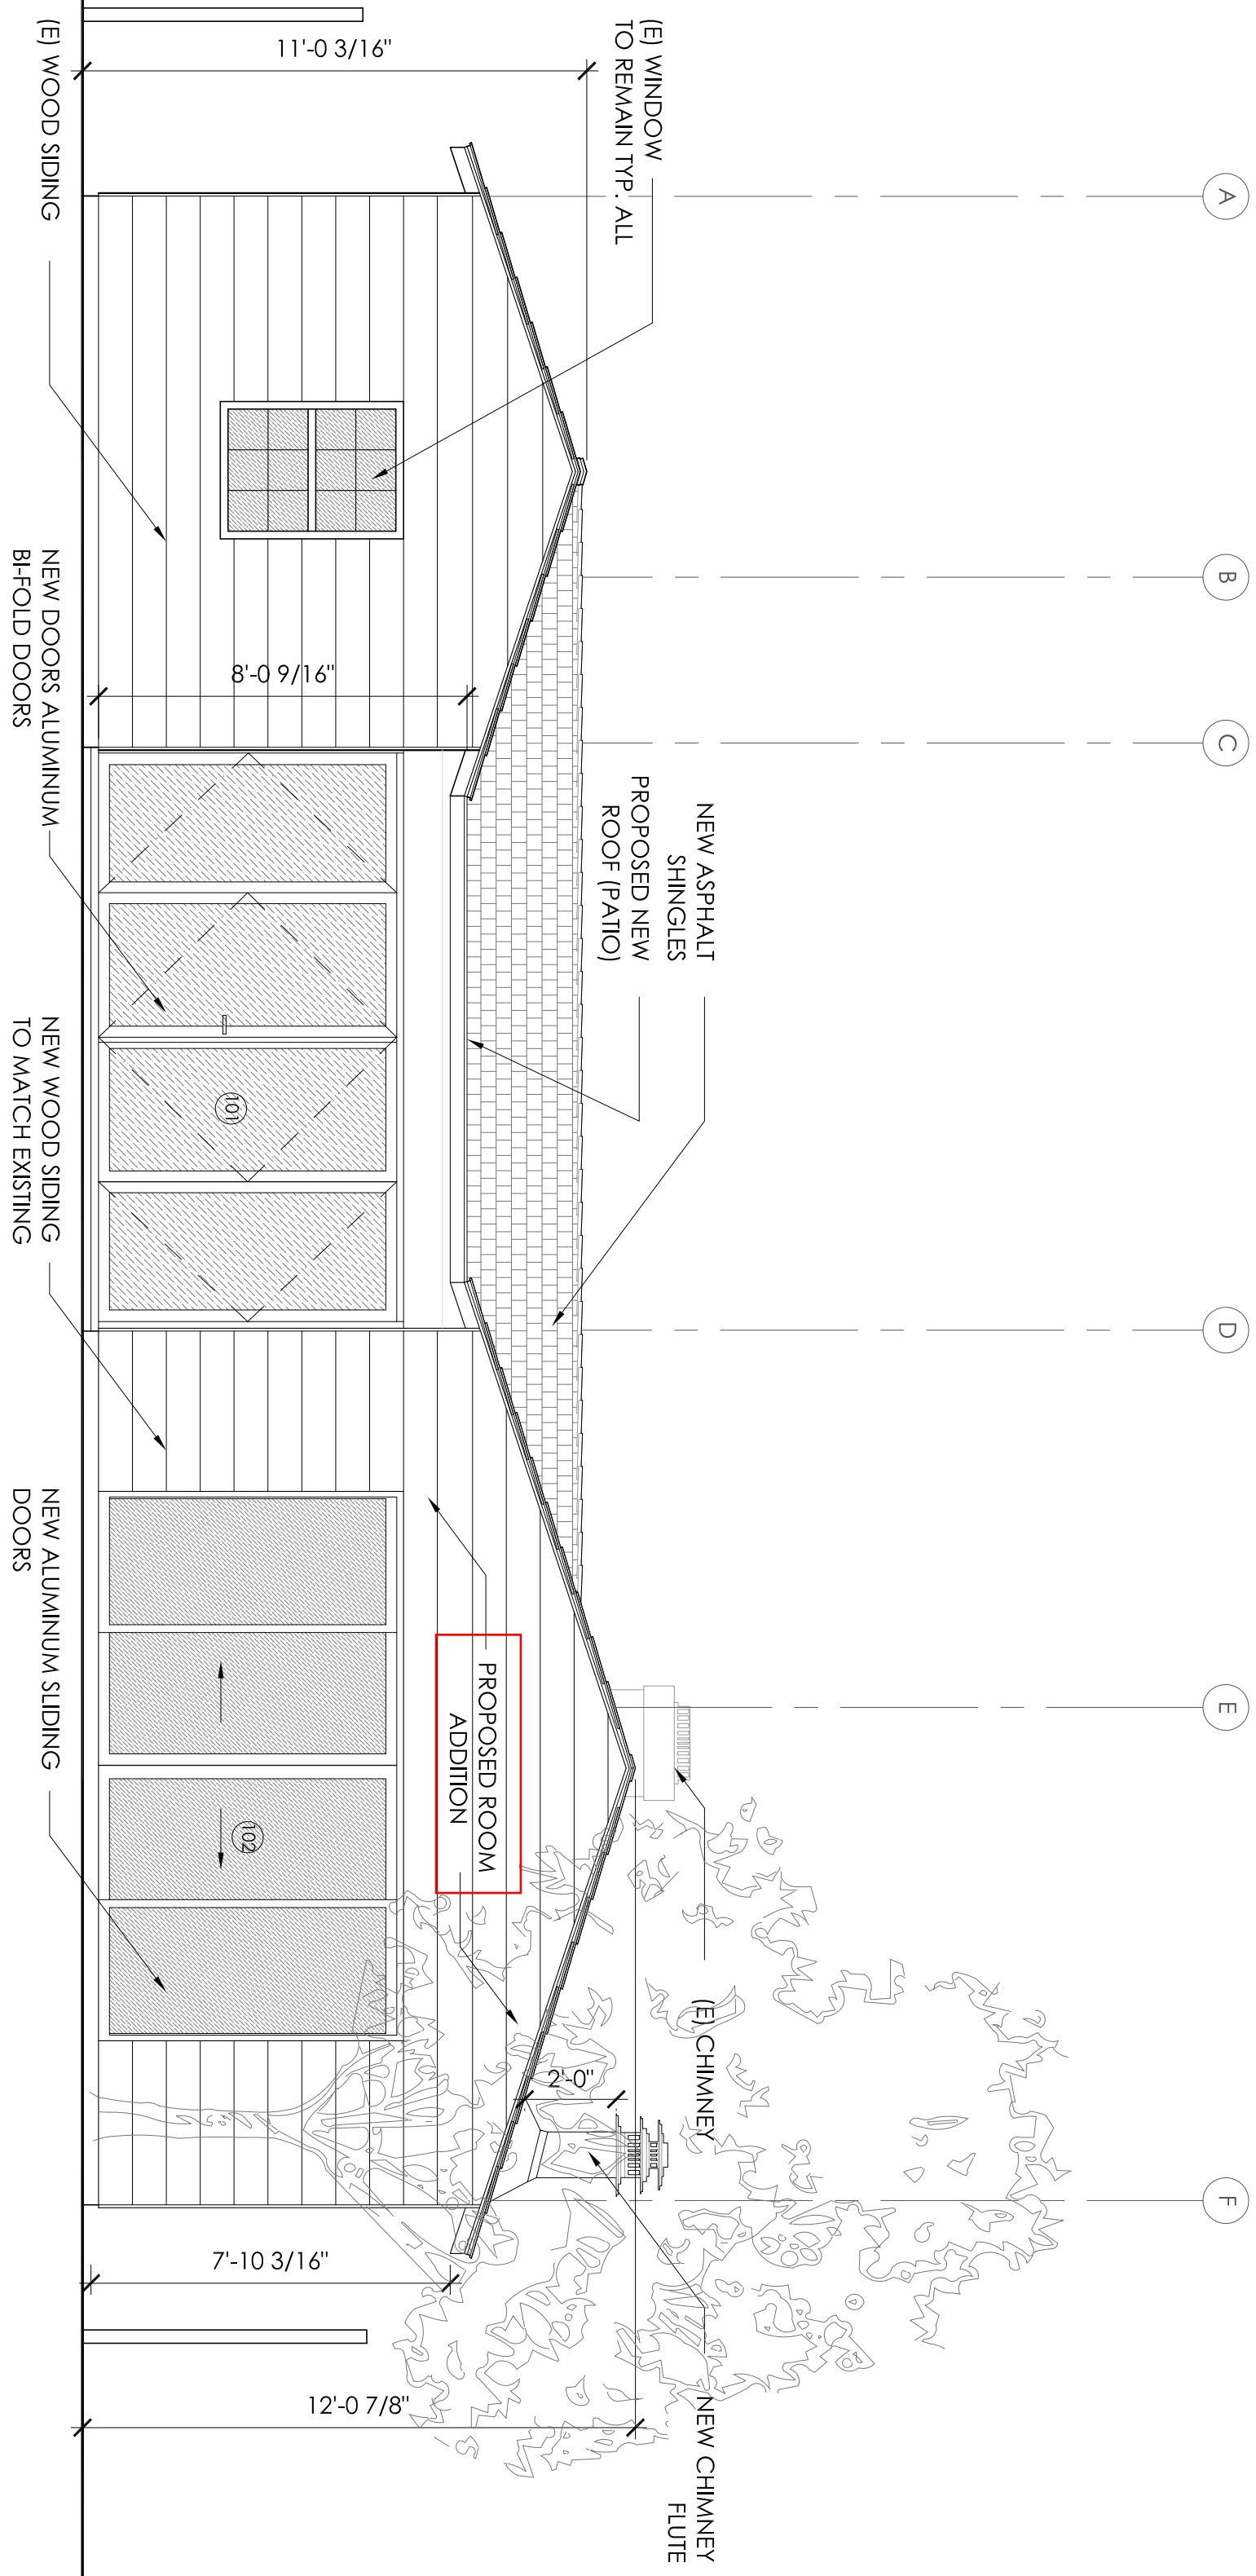 A
B
C
D
E
F
11'-0 3/16"
(E) WINDOW
TO REMAIN TYP. ALL
NEW ASPHALT
SHINGLES
PROPOSED NEW
ROOF (PATIO)
(E) CHIMNEY
NEW CHIMNEY
FLUTE
2'-0"
PROPOSED ROOM
ADDITION
8'-0 9/16"
7'-10 3/16"
12'-0 7/8"
101
102
(E) WOOD SIDING
NEW DOORS ALUMINUM
BI-FOLD DOORS
NEW WOOD SIDING
TO MATCH EXISTING
NEW ALUMINUM SLIDING
DOORS